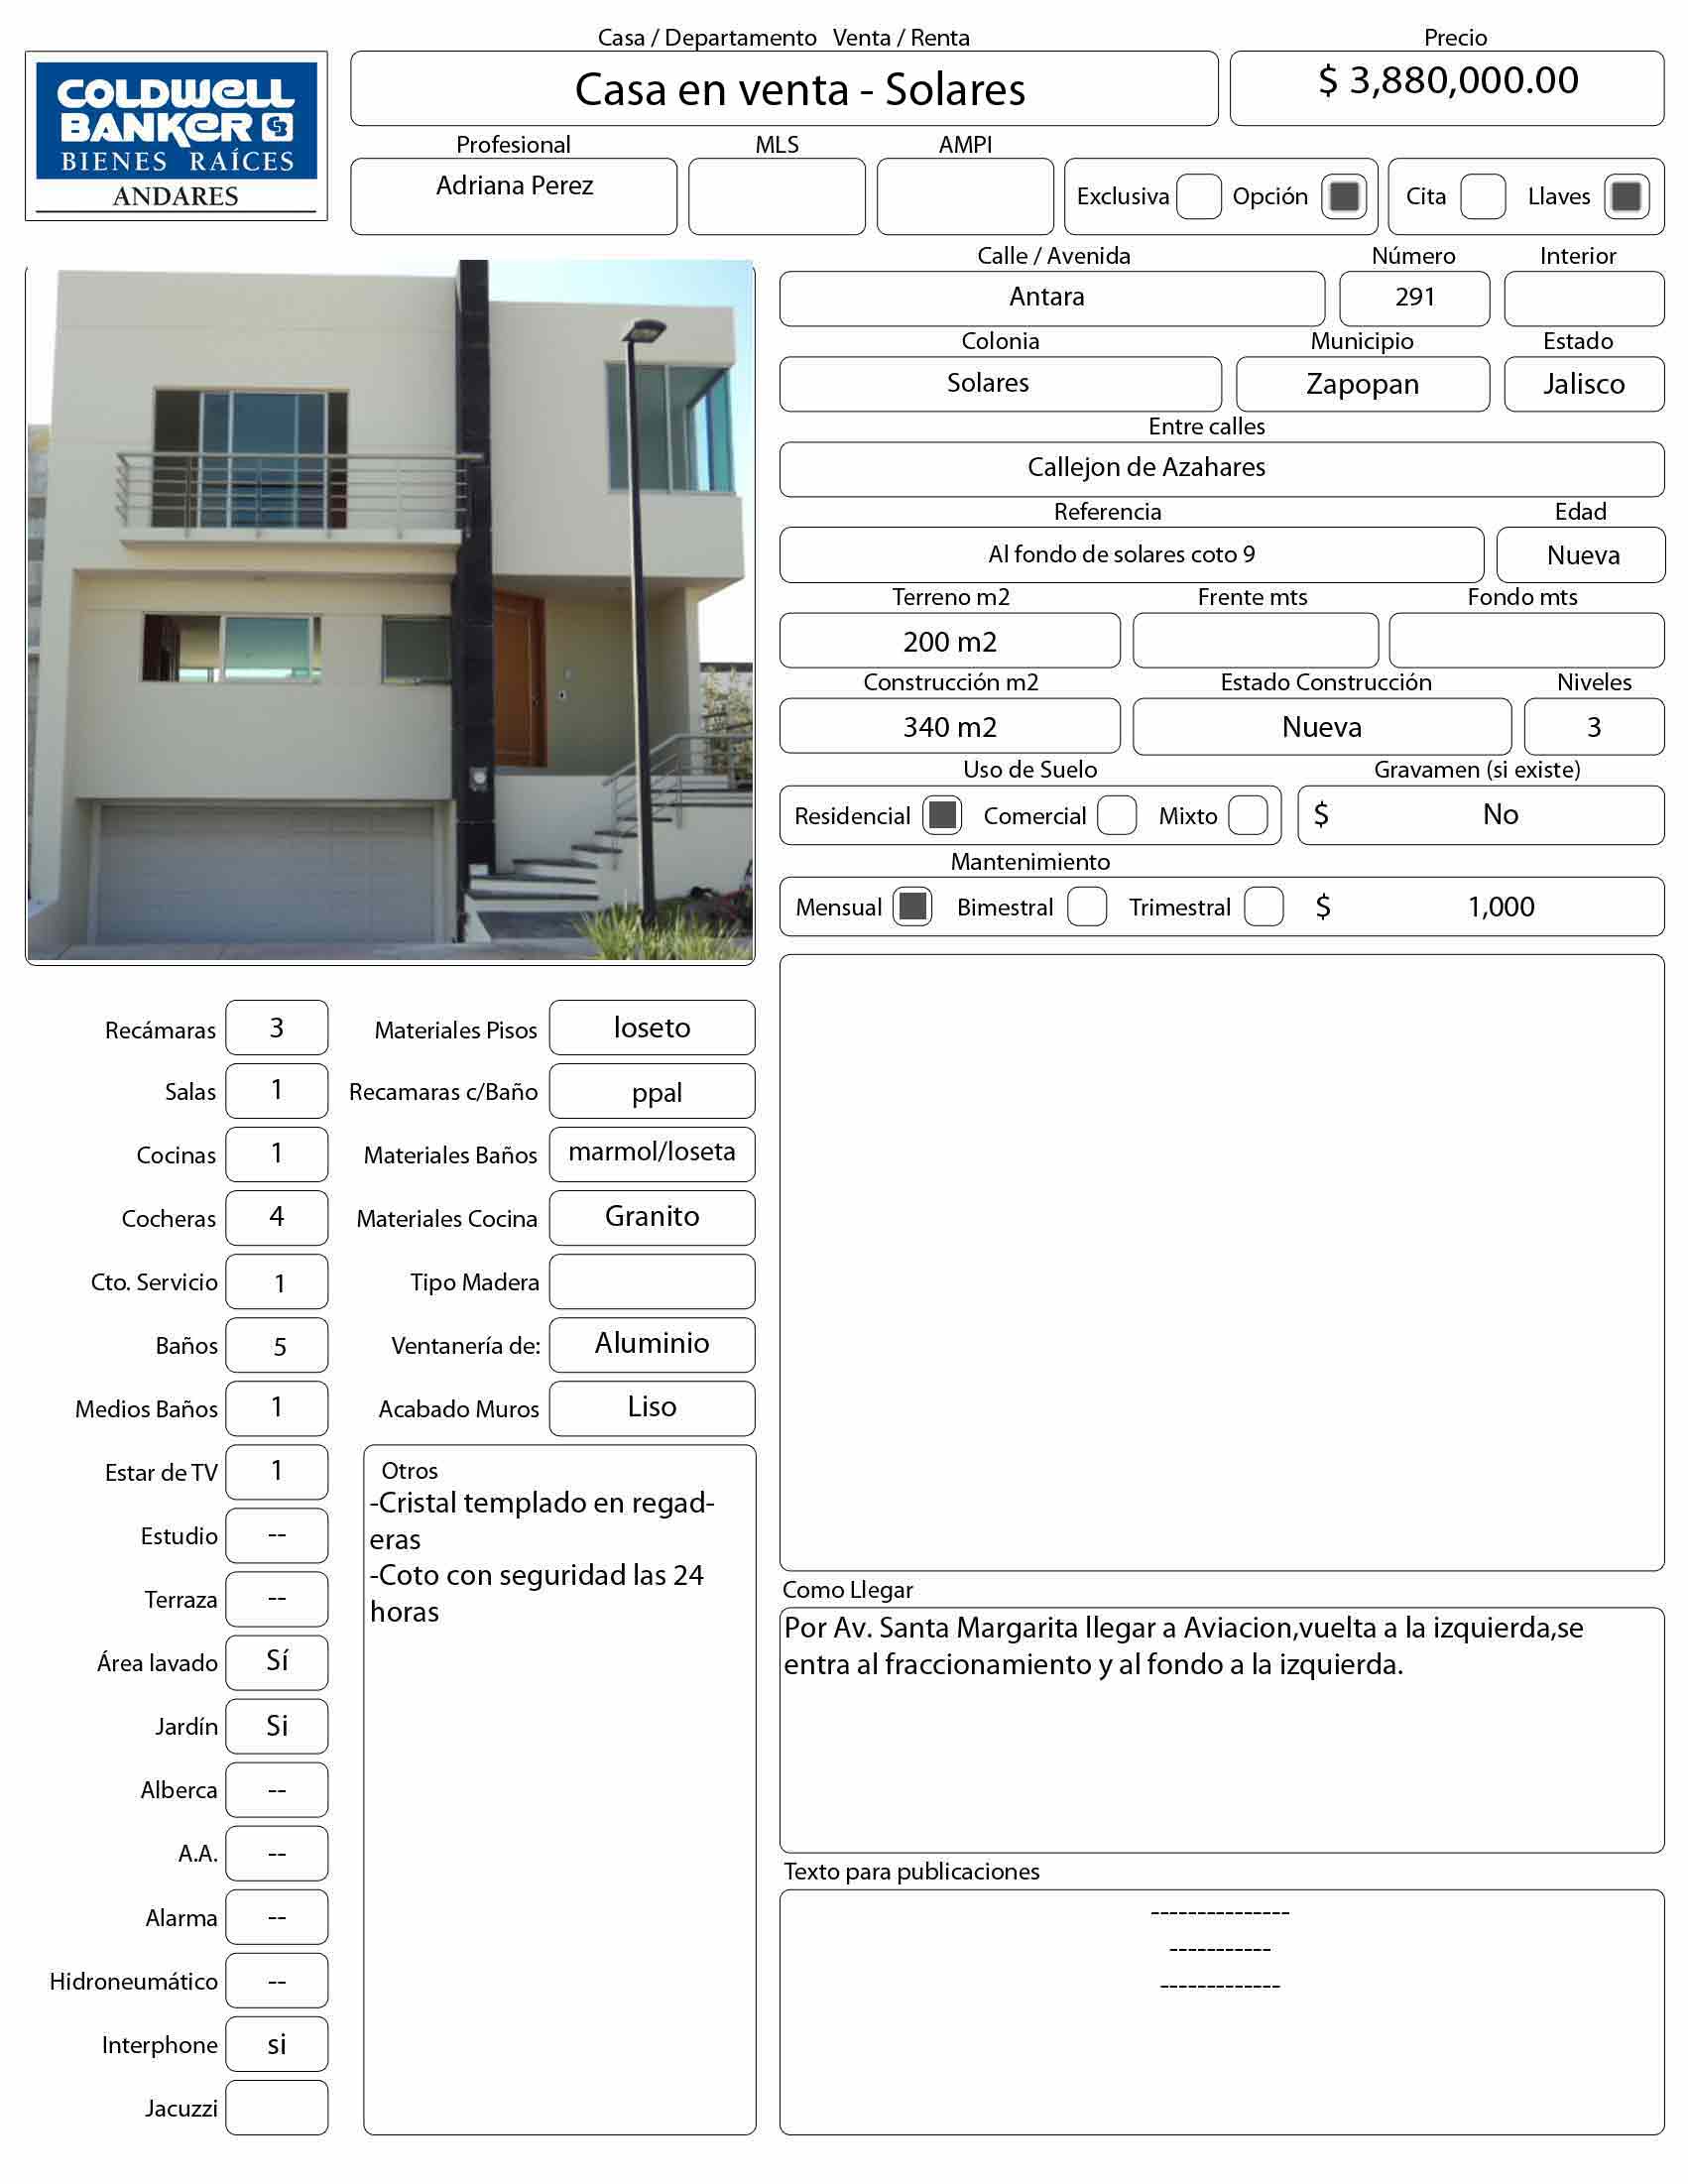 COLDWELL
BANKER CB
BIENES RAÍCES
ANDARES
Casa / Departamento Venta / Renta
Casa en venta - Solares
Precio
$ 3,880,000.00
Profesional
Adriana Perez
MLS
AMPI
Exclusiva Opción
Cita Llaves
Calle / Avenida Número Interior
Antara 291
Colonia Municipio Estado
Solares Zapopan Jalisco
Entre calles
Callejon de Azahares
Referencia Edad
Al fondo de solares coto 9 Nueva
Terreno m2 Frente mts Fondo mts
200 m2
Construcción m2 Estado Construcción Niveles
340 m2 Nueva 3
Uso de Suelo Gravamen (si existe)
Residencial Comercial Mixto $ No
Mantenimiento
Mensual Bimestral Trimestral $ 1,000
Recámaras 3
Salas 1
Cocinas 1
Cocheras 4
Cto. Servicio 1
Baños 5
Medios Baños 1
Estar de TV 1
Estudio --
Terraza --
Área lavado Sí
Jardín Si
Alberca --
A.A. --
Alarma --
Hidroneumático --
Interphone si
Jacuzzi
Materiales Pisos loseto
Recamaras c/Baño ppal
Materiales Baños marmol/loseta
Materiales Cocina Granito
Tipo Madera
Ventanería de: Aluminio
Acabado Muros Liso
Otros
-Cristal templado en regad-
eras
-Coto con seguridad las 24
horas
Como Llegar
Por Av. Santa Margarita llegar a Aviacion,vuelta a la izquierda,se
entra al fraccionamiento y al fondo a la izquierda.
Texto para publicaciones
---------------
-----------
-------------